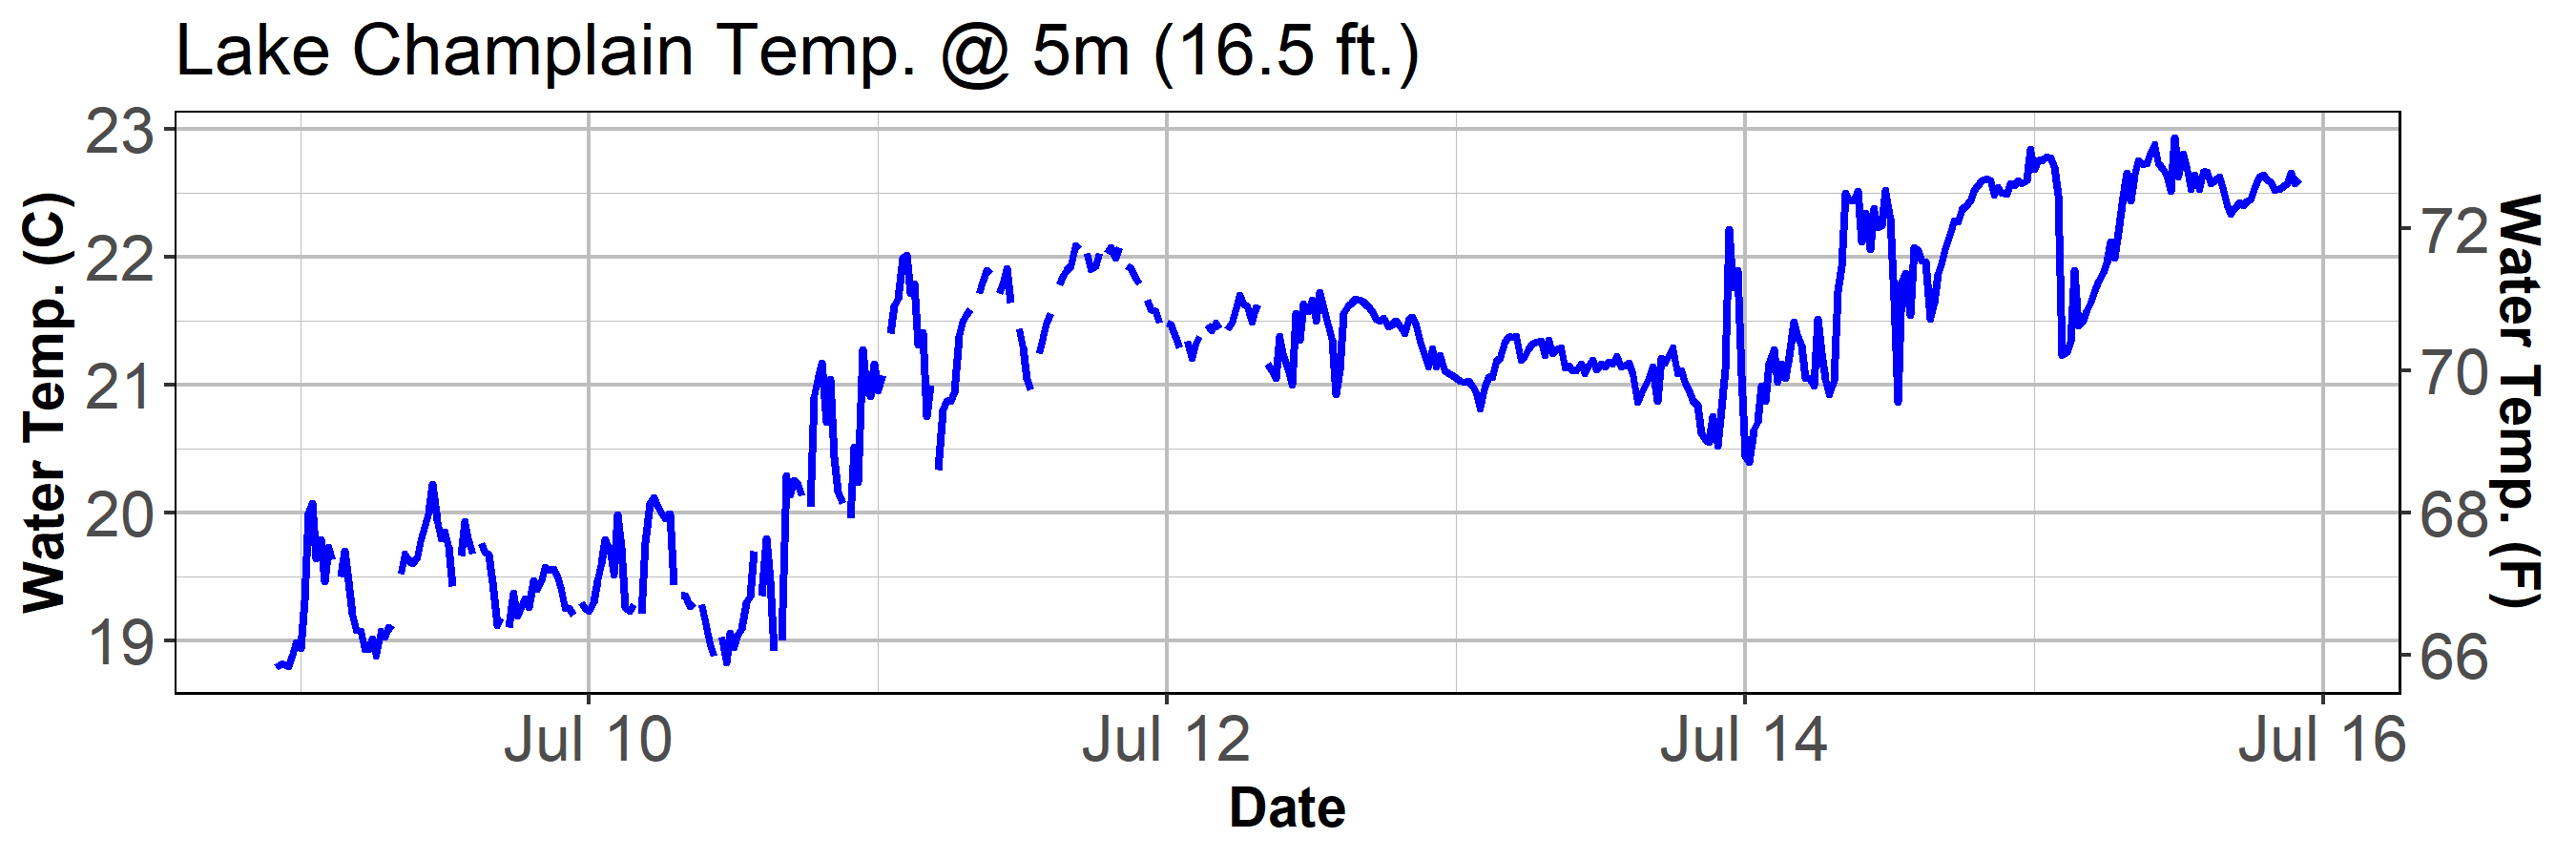 Lake Champlain Temp. @ 5m (16.5 ft.)
Water Temp. (C)
23
22
21
20
19
72
70
68
66
Water Temp. (F)
Jul 10 Jul 12 Jul 14 Jul 16
Date